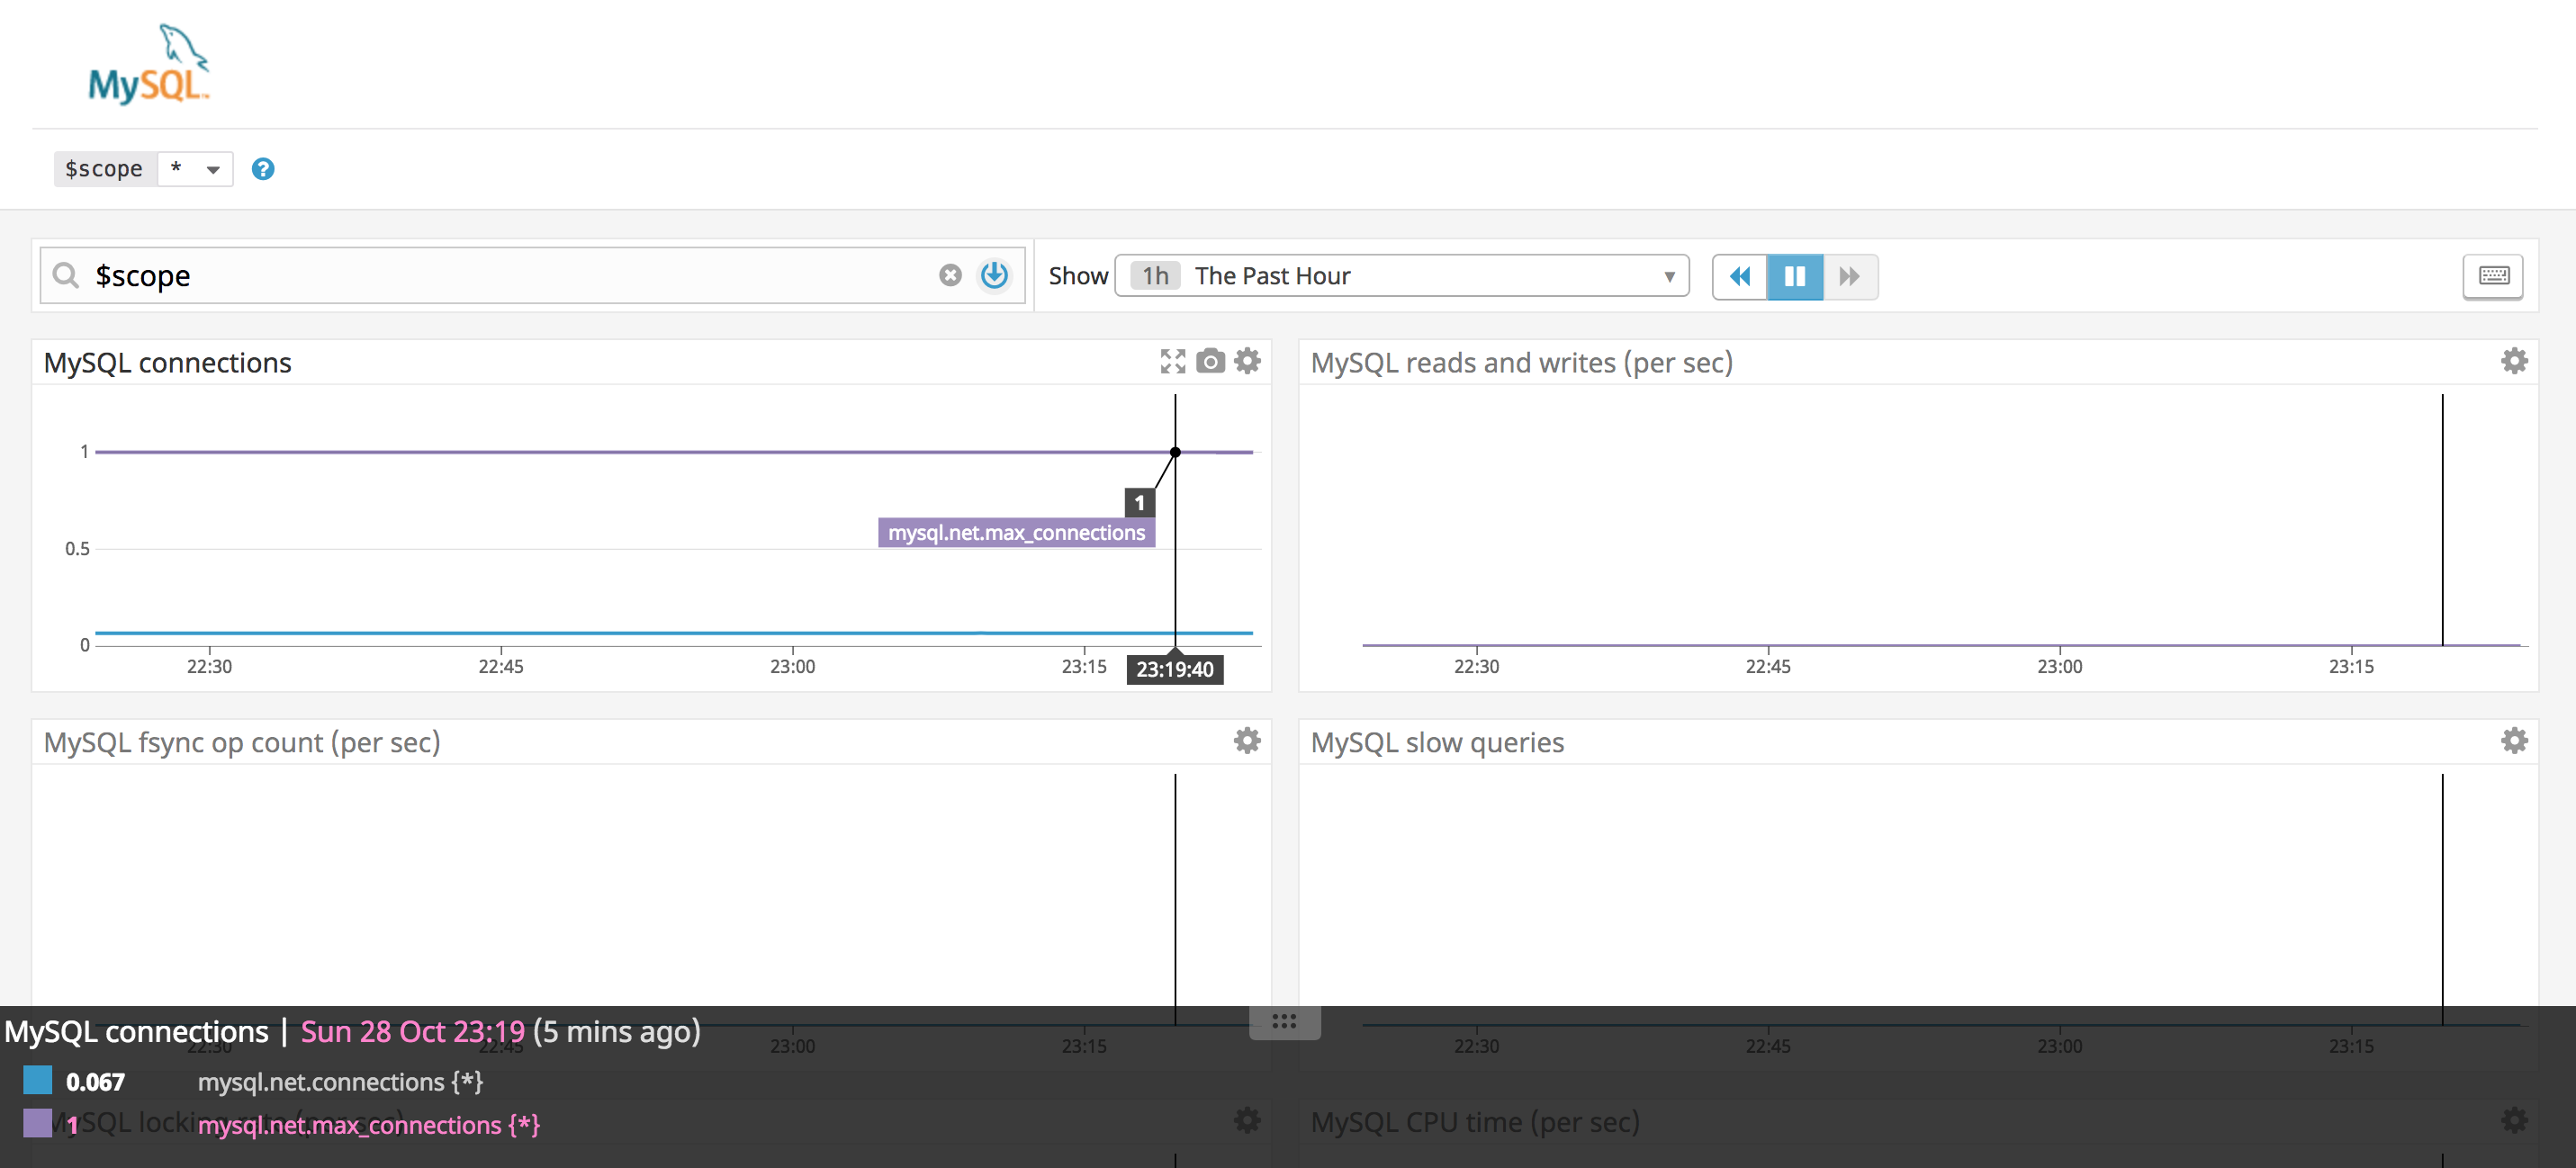 MySQL™
$scope * 
$scope
Show 1h The Past Hour
MySQL connections
1
0.5
0
1
mysql.net.max_connections
22:30 22:45 23:00 23:15 23:19:40
MySQL reads and writes (per sec)
22:30 22:45 23:00 23:15
MySQL fsync op count (per sec)
22:30 22:45 23:00 23:15
MySQL slow queries
22:30 22:45 23:00 23:15
MySQL connections | Sun 28 Oct 23:19 (5 mins ago)
0.067 mysql.net.connections {*}
1 mysql.net.max_connections {*}
MySQL locking rate (per sec)
MySQL CPU time (per sec)